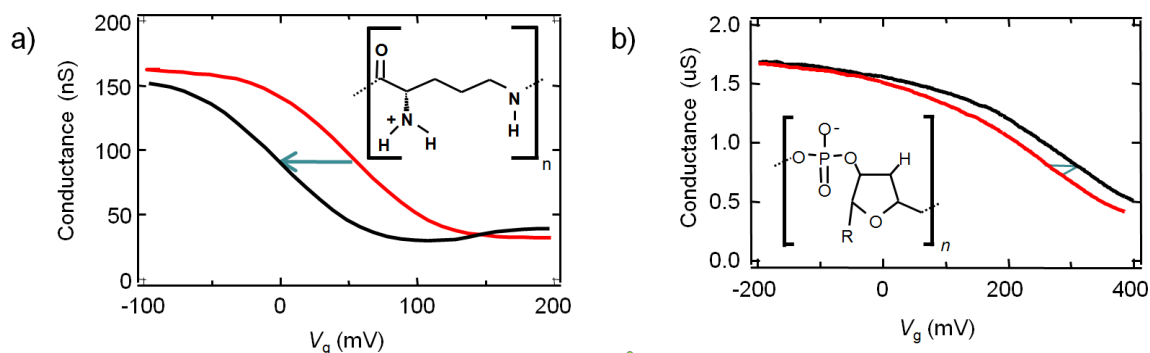 a)
Conductance (nS)
200
150
100
50
0
-100
0
100
200
Vg (mV)
O
N
H
+
N
H
H
n
b)
Conductance (uS)
2.0
1.5
1.0
0.5
0.0
-200
0
200
400
Vg (mV)
O-
O
P
O
O
H
R
O
n